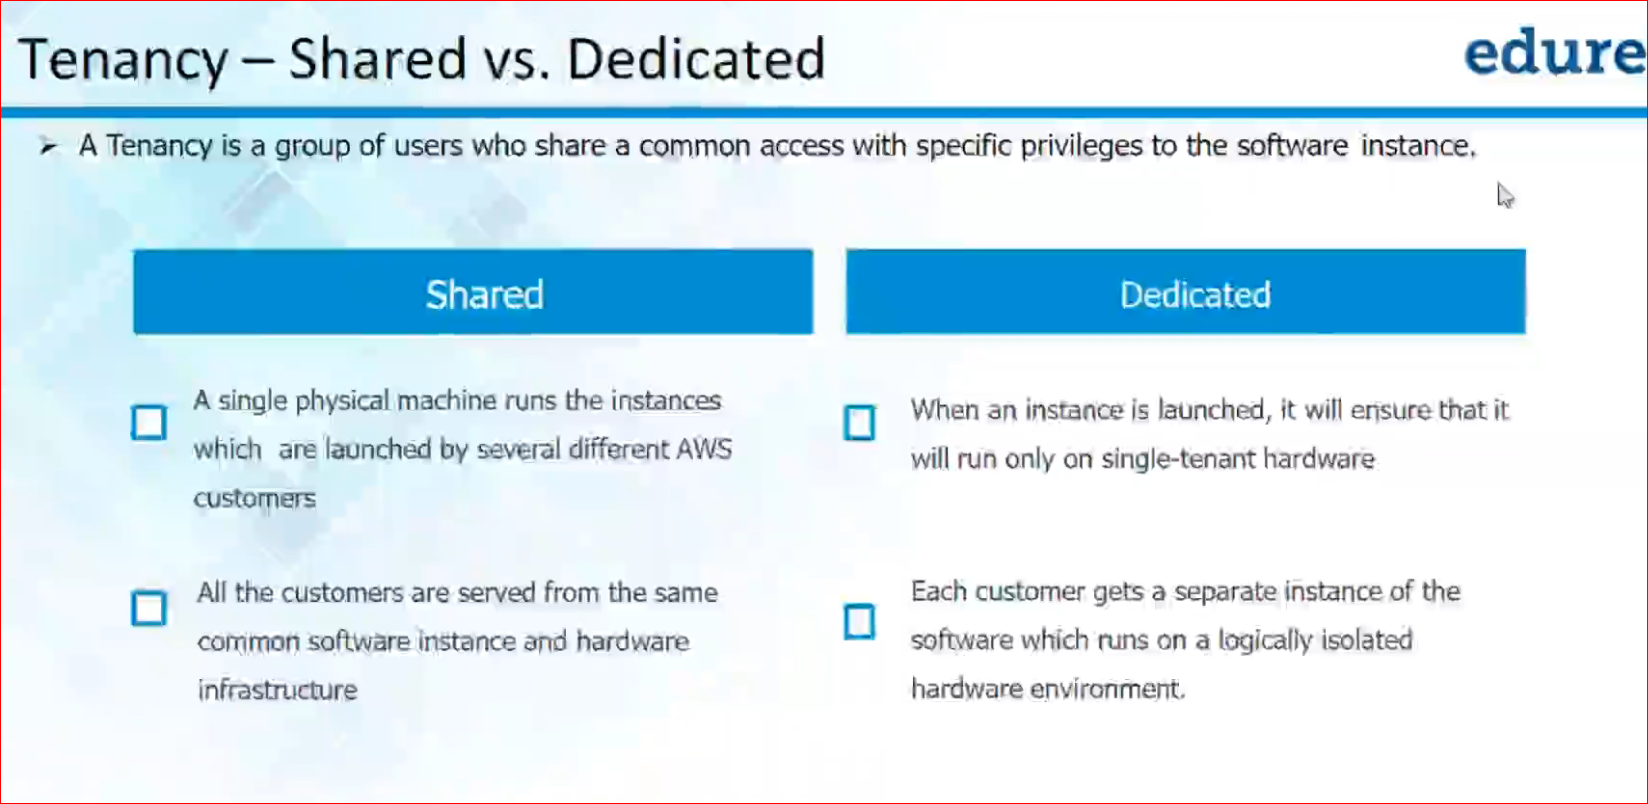 Tenancy – Shared vs. Dedicated
edure
➢ A Tenancy is a group of users who share a common access with specific privileges to the software instance.
Shared
Dedicated
A single physical machine runs the instances
which are launched by several different AWS
customers
When an instance is launched, it will ensure that it
will run only on single-tenant hardware
All the customers are served from the same
common software instance and hardware
infrastructure
Each customer gets a separate instance of the
software which runs on a logically isolated
hardware environment.